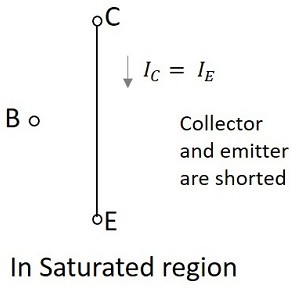 C
I_C = I_E
B
Collector
and emitter
are shorted
E
In Saturated region